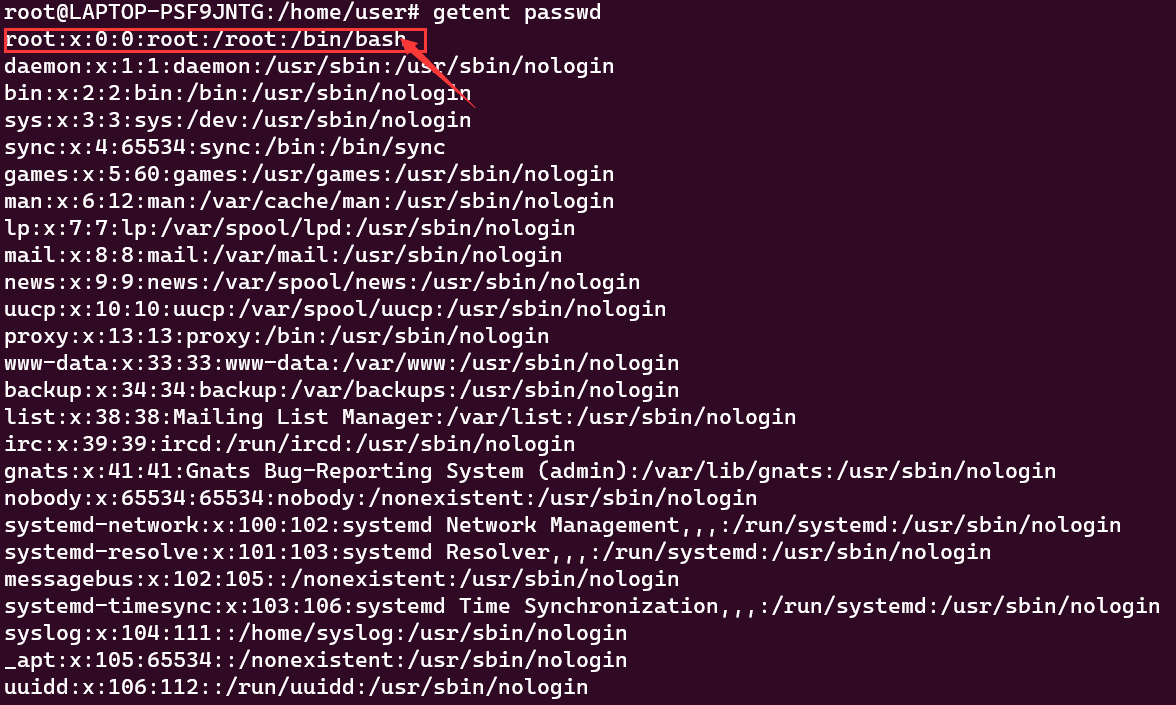 root@LAPTOP-PSF9JNTG:/home/user# getent passwd
root:x:0:0:root:/root:/bin/bash
daemon:x:1:1:daemon:/usr/sbin:/usr/sbin/nologin
bin:x:2:2:bin:/bin:/usr/sbin/nologin
sys:x:3:3:sys:/dev:/usr/sbin/nologin
sync:x:4:65534:sync:/bin:/bin/sync
games:x:5:60:games:/usr/games:/usr/sbin/nologin
man:x:6:12:man:/var/cache/man:/usr/sbin/nologin
lp:x:7:7:lp:/var/spool/lpd:/usr/sbin/nologin
mail:x:8:8:mail:/var/mail:/usr/sbin/nologin
news:x:9:9:news:/var/spool/news:/usr/sbin/nologin
uucp:x:10:10:uucp:/var/spool/uucp:/usr/sbin/nologin
proxy:x:13:13:proxy:/bin:/usr/sbin/nologin
www-data:x:33:33:www-data:/var/www:/usr/sbin/nologin
backup:x:34:34:backup:/var/backups:/usr/sbin/nologin
list:x:38:38:Mailing List Manager:/var/list:/usr/sbin/nologin
irc:x:39:39:ircd:/run/ircd:/usr/sbin/nologin
gnats:x:41:41:Gnats Bug-Reporting System (admin):/var/lib/gnats:/usr/sbin/nologin
nobody:x:65534:65534:nobody:/nonexistent:/usr/sbin/nologin
systemd-network:x:100:102:systemd Network Management,,,:/run/systemd:/usr/sbin/nologin
systemd-resolve:x:101:103:systemd Resolver,,,:/run/systemd:/usr/sbin/nologin
messagebus:x:102:105::/nonexistent:/usr/sbin/nologin
systemd-timesync:x:103:106:systemd Time Synchronization,,,:/run/systemd:/usr/sbin/nologin
syslog:x:104:111::/home/syslog:/usr/sbin/nologin
_apt:x:105:65534::/nonexistent:/usr/sbin/nologin
uuidd:x:106:112::/run/uuidd:/usr/sbin/nologin